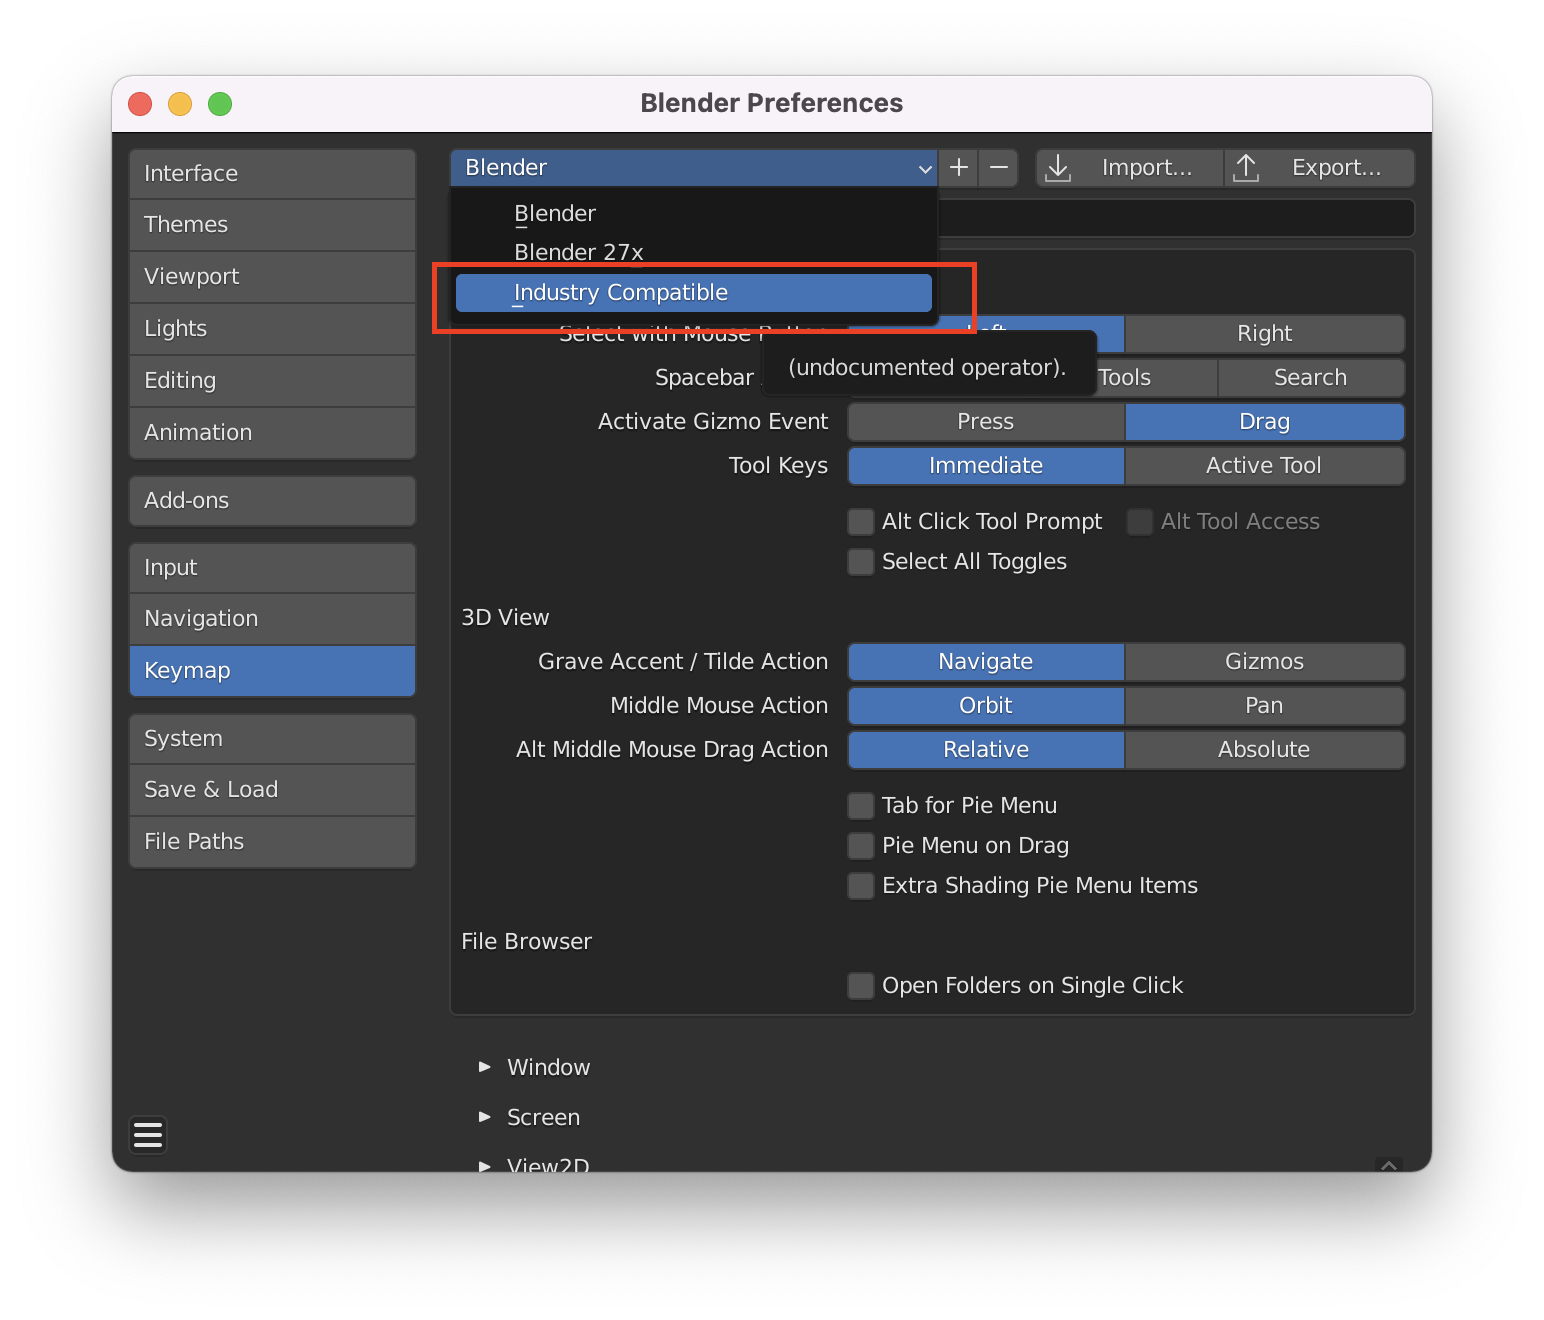 Blender Preferences
Interface
Themes
Viewport
Lights
Editing
Animation
Add-ons
Input
Navigation
Keymap
System
Save & Load
File Paths
Blender
Import...
Export...
Blender
Blender 27x
Industry Compatible
Select with Mouse Button Left Right
(undocumented operator).
Spacebar Tools Search
Activate Gizmo Event Press Drag
Tool Keys Immediate Active Tool
Alt Click Tool Prompt Alt Tool Access
Select All Toggles
3D View
Grave Accent / Tilde Action Navigate Gizmos
Middle Mouse Action Orbit Pan
Alt Middle Mouse Drag Action Relative Absolute
Tab for Pie Menu
Pie Menu on Drag
Extra Shading Pie Menu Items
File Browser
Open Folders on Single Click
Window
Screen
View2D